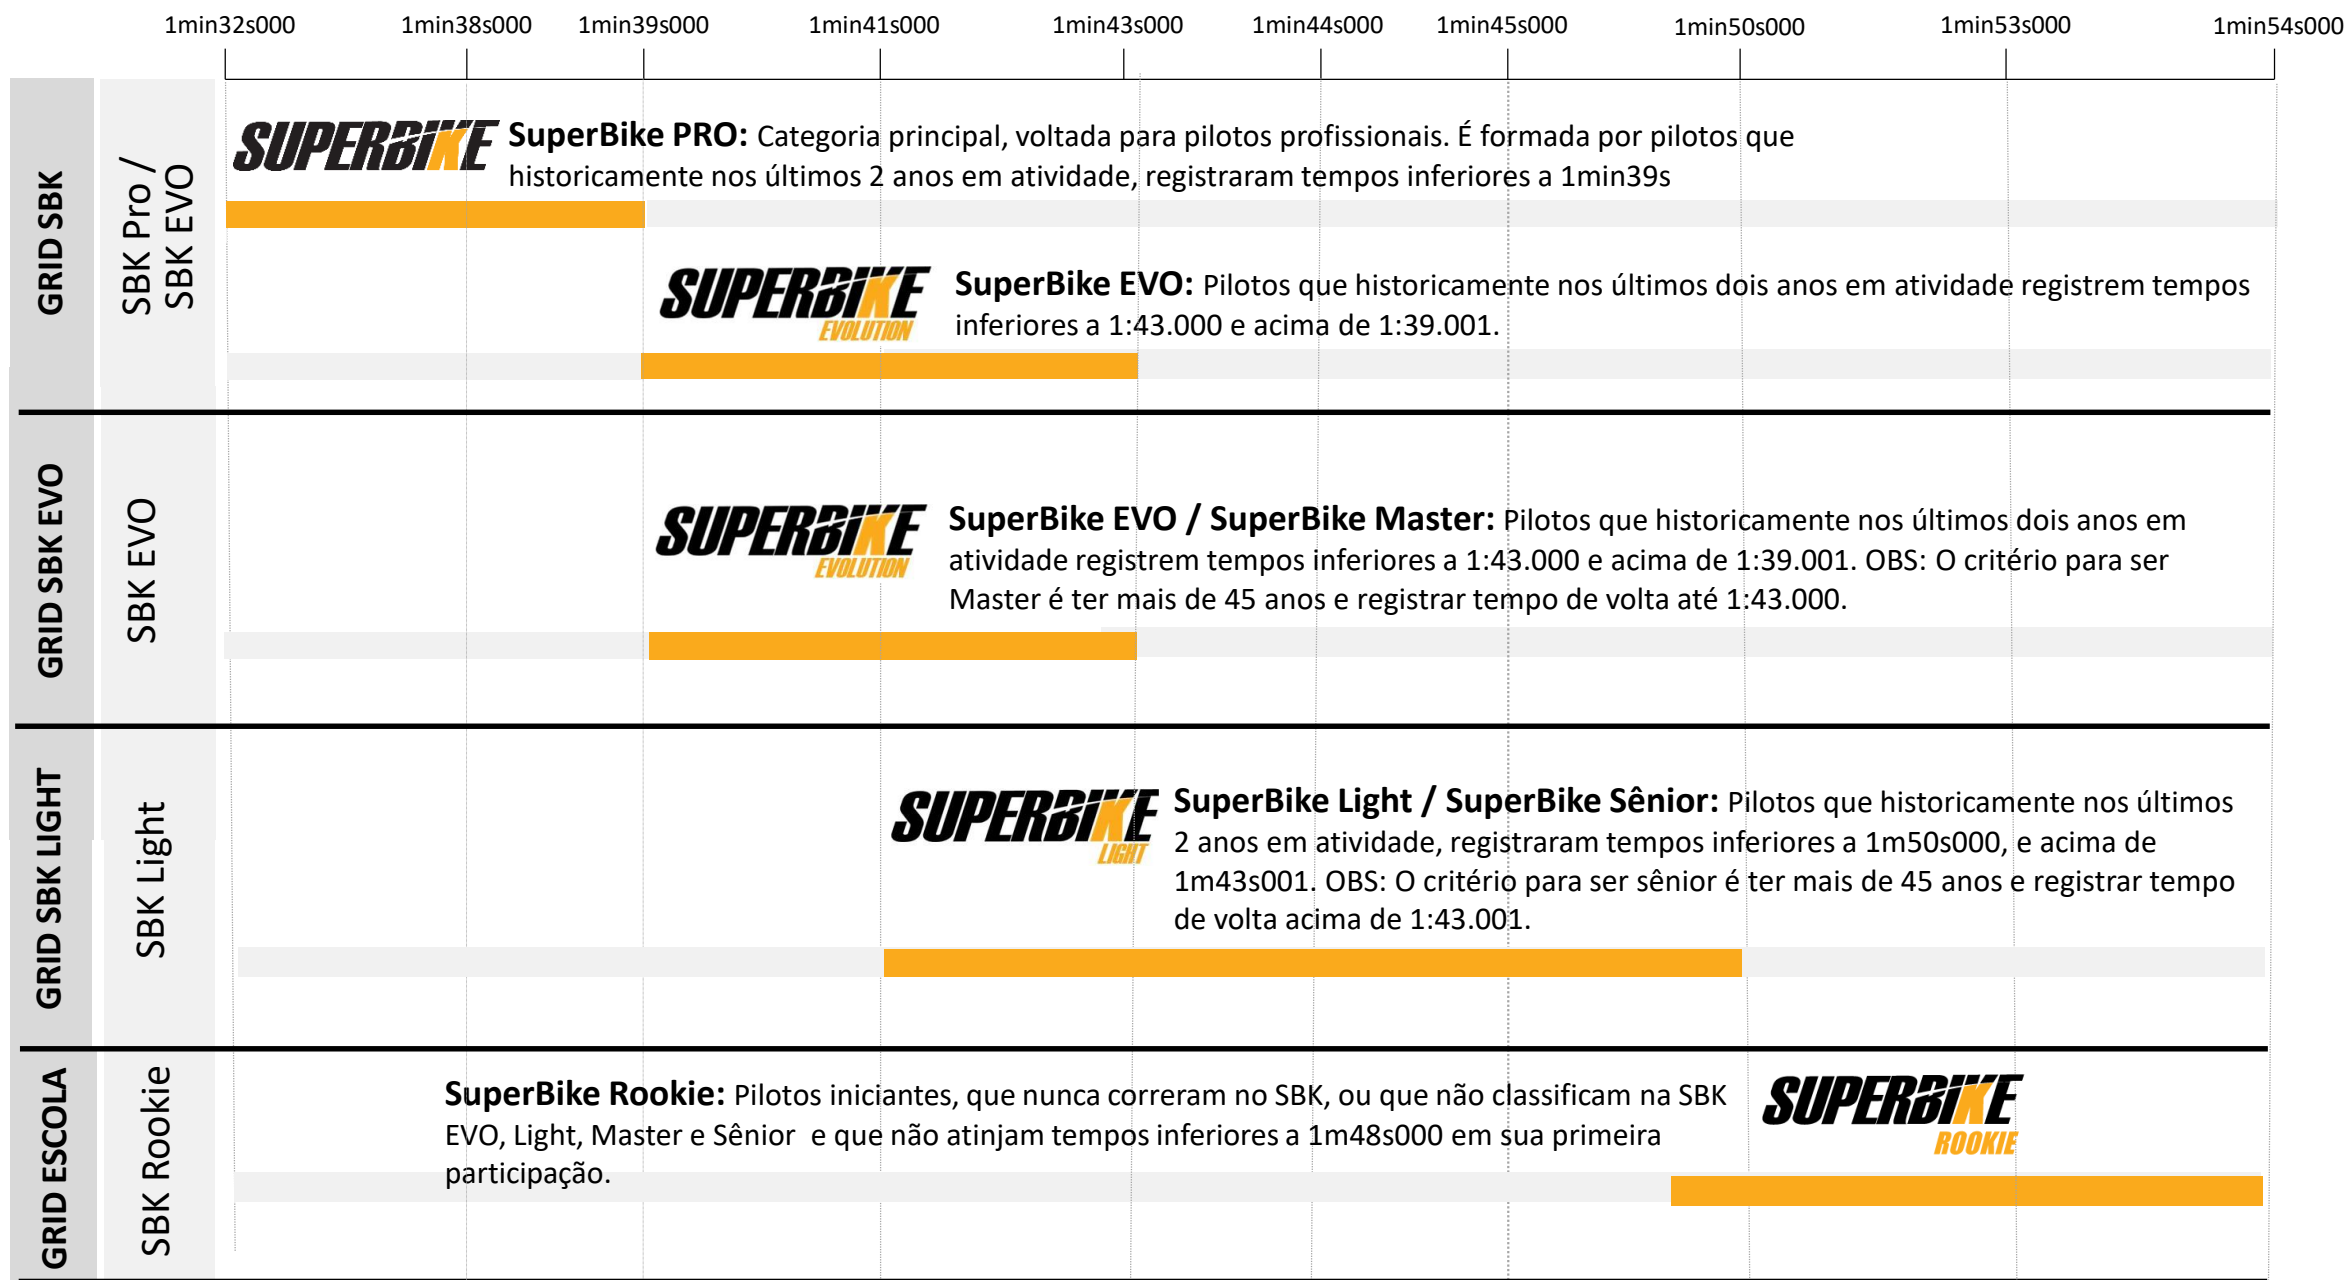 1min32s000 1min38s000 1min39s000 1min41s000 1min43s000 1min44s000 1min45s000 1min50s000 1min53s000 1min54s000
GRID SBK
SBK Pro /
SBK EVO
SUPERBIKE
SuperBike PRO: Categoria principal, voltada para pilotos profissionais. É formada por pilotos que
historicamente nos últimos 2 anos em atividade, registraram tempos inferiores a 1min39s
SUPERBIKE
EVOLUTION
SuperBike EVO: Pilotos que historicamente nos últimos dois anos em atividade registrem tempos
inferiores a 1:43.000 e acima de 1:39.001.
GRID SBK EVO
SBK EVO
SUPERBIKE
EVOLUTION
SuperBike EVO / SuperBike Master: Pilotos que historicamente nos últimos dois anos em
atividade registrem tempos inferiores a 1:43.000 e acima de 1:39.001. OBS: O critério para ser
Master é ter mais de 45 anos e registrar tempo de volta até 1:43.000.
GRID SBK LIGHT
SBK Light
SUPERBIKE
LIGHT
SuperBike Light / SuperBike Sênior: Pilotos que historicamente nos últimos
2 anos em atividade, registraram tempos inferiores a 1m50s000, e acima de
1m43s001. OBS: O critério para ser sênior é ter mais de 45 anos e registrar tempo
de volta acima de 1:43.001.
GRID ESCOLA
SBK Rookie
SuperBike Rookie: Pilotos iniciantes, que nunca correram no SBK, ou que não classificam na SBK
EVO, Light, Master e Sênior e que não atinjam tempos inferiores a 1m48s000 em sua primeira
participação.
SUPERBIKE
ROOKIE